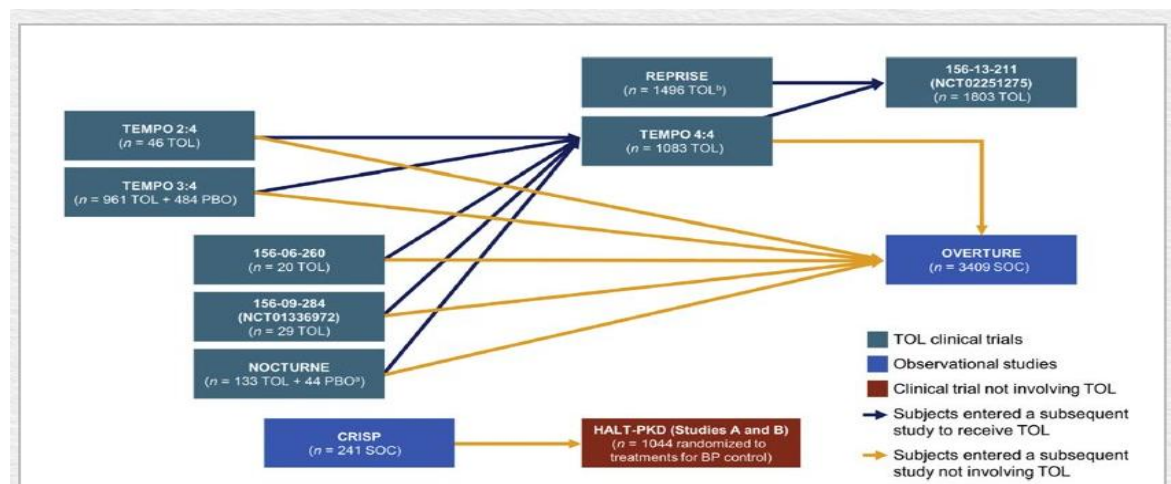 REPRISE
(n = 1496 TOLᵇ)
156-13-211
(NCT02251275)
(n = 1803 TOL)
TEMPO 2:4
(n = 46 TOL)
TEMPO 4:4
(n = 1083 TOL)
TEMPO 3:4
(n = 961 TOL + 484 PBO)
156-06-260
(n = 20 TOL)
OVERTURE
(n = 3409 SOC)
156-09-284
(NCT01336972)
(n = 29 TOL)
NOCTURNE
(n = 133 TOL + 44 PBOᵃ)
CRISP
(n = 241 SOC)
HALT-PKD (Studies A and B)
(n = 1044 randomized to
treatments for BP control)
TOL clinical trials
Observational studies
Clinical trial not involving TOL
Subjects entered a subsequent
study to receive TOL
Subjects entered a subsequent
study not involving TOL